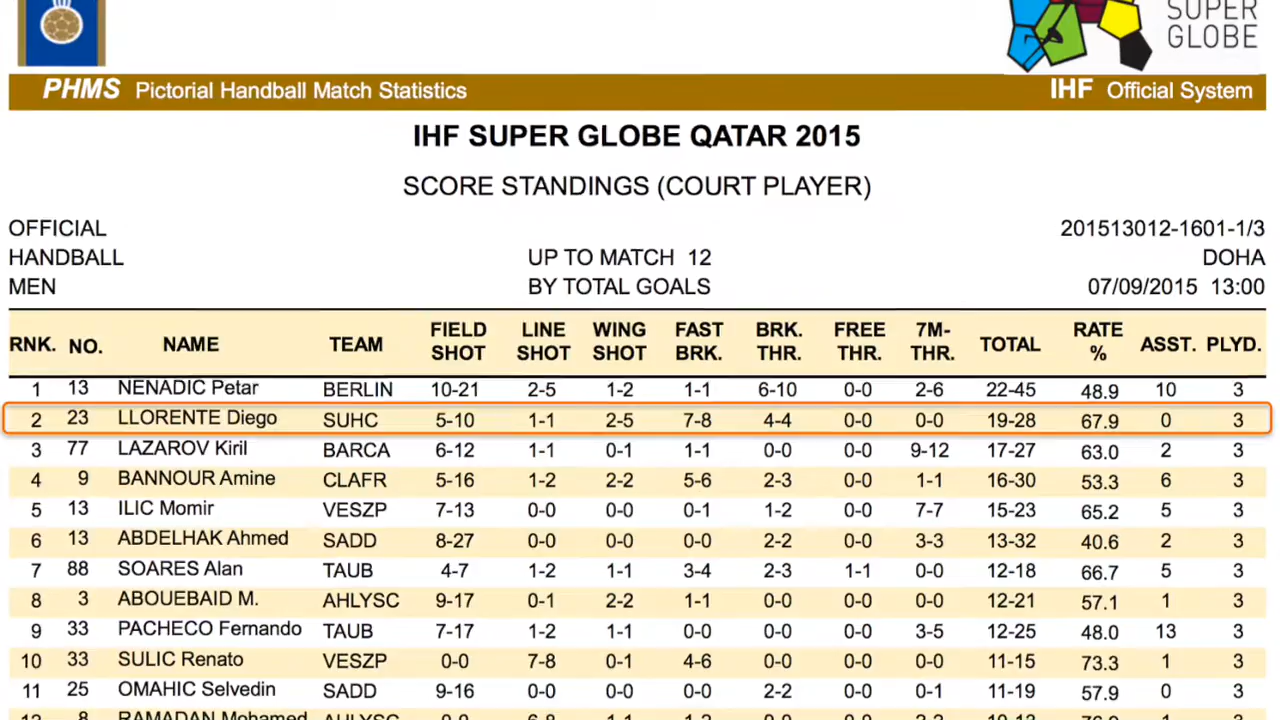 SUPER
GLOBE
PHMS Pictorial Handball Match Statistics IHF Official System
IHF SUPER GLOBE QATAR 2015
SCORE STANDINGS (COURT PLAYER)
OFFICIAL 201513012-1601-1/3
HANDBALL UP TO MATCH 12 DOHA
MEN BY TOTAL GOALS 07/09/2015 13:00
RNK. NO. NAME TEAM FIELD SHOT LINE SHOT WING SHOT FAST BRK. BRK. THR. FREE THR. 7M- THR. TOTAL RATE % ASST. PLYD.
1 13 NENADIC Petar BERLIN 10-21 2-5 1-2 1-1 6-10 0-0 2-6 22-45 48.9 10 3
2 23 LLORENTE Diego SUHC 5-10 1-1 2-5 7-8 4-4 0-0 0-0 19-28 67.9 0 3
3 77 LAZAROV Kiril BARCA 6-12 1-1 0-1 1-1 0-0 0-0 9-12 17-27 63.0 2 3
4 9 BANNOUR Amine CLAFR 5-16 1-2 2-2 5-6 2-3 0-0 1-1 16-30 53.3 6 3
5 13 ILIC Momir VESZP 7-13 0-0 0-0 0-1 1-2 0-0 7-7 15-23 65.2 5 3
6 13 ABDELHAK Ahmed SADD 8-27 0-0 0-0 0-0 2-2 0-0 3-3 13-32 40.6 2 3
7 88 SOARES Alan TAUB 4-7 1-2 1-1 3-4 2-3 1-1 0-0 12-18 66.7 5 3
8 3 ABOUEBAID M. AHLYSC 9-17 0-1 2-2 1-1 0-0 0-0 0-0 12-21 57.1 1 3
9 33 PACHECO Fernando TAUB 7-17 1-2 1-1 0-0 0-0 0-0 3-5 12-25 48.0 13 3
10 33 SULIC Renato VESZP 0-0 7-8 0-1 4-6 0-0 0-0 0-0 11-15 73.3 1 3
11 25 OMAHIC Selvedin SADD 9-16 0-0 0-0 0-0 2-2 0-0 0-1 11-19 57.9 0 3
RAMADAN Mohamed AHLYSC